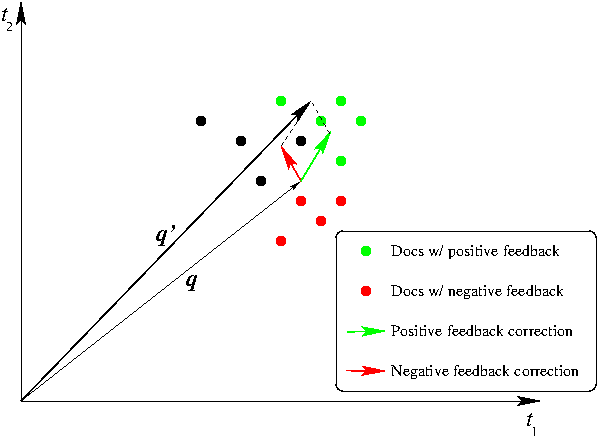 t2
q'
q
Docs w/ positive feedback
Docs w/ negative feedback
Positive feedback correction
Negative feedback correction
t1